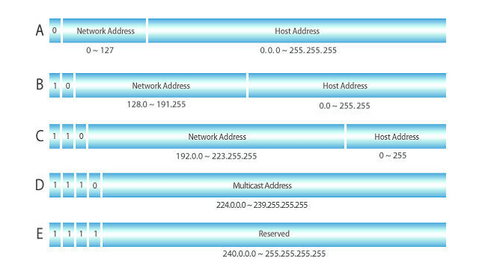 A 0 Network Address Host Address
0 ~ 127 0. 0. 0 ~ 255. 255. 255
B 1 0 Network Address Host Address
128.0 ~ 191.255 0.0 ~ 255. 255
C 1 1 0 Network Address Host Address
192.0.0 ~ 223.255.255 0 ~ 255
D 1 1 1 0 Multicast Address
224.0.0.0 ~ 239.255.255.255
E 1 1 1 1 Reserved
240.0.0.0 ~ 255.255.255.255